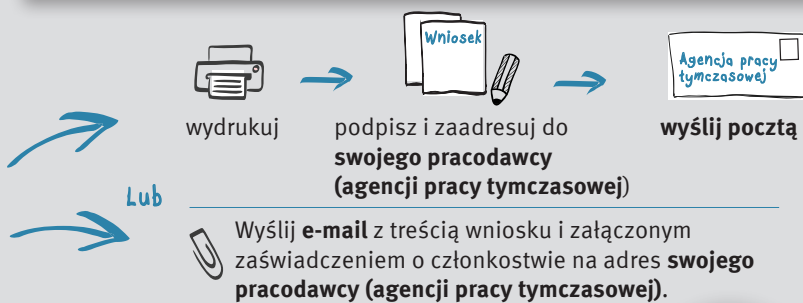 Wniosek
Agencja pracy
tymczasowej
wydrukuj
podpisz i zaadresuj do
swojego pracodawcy
(agencji pracy tymczasowej)
wyślij pocztą
Lub
Wyślij e-mail z treścią wniosku i załączonym
zaświadczeniem o członkostwie na adres swojego
pracodawcy (agencji pracy tymczasowej).